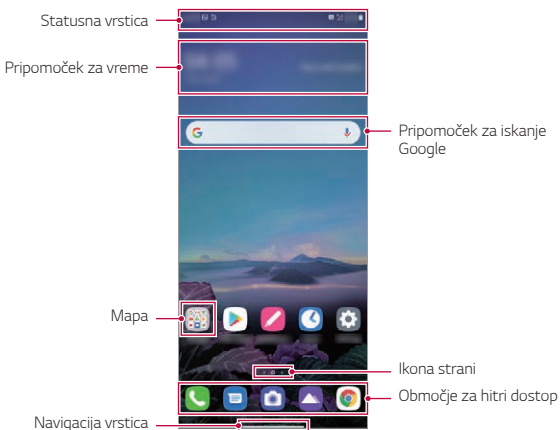 Statusna vrstica
Pripomoček za vreme
Pripomoček za iskanje
Google
Mapa
Ikona strani
Območje za hitri dostop
Navigacija vrstica